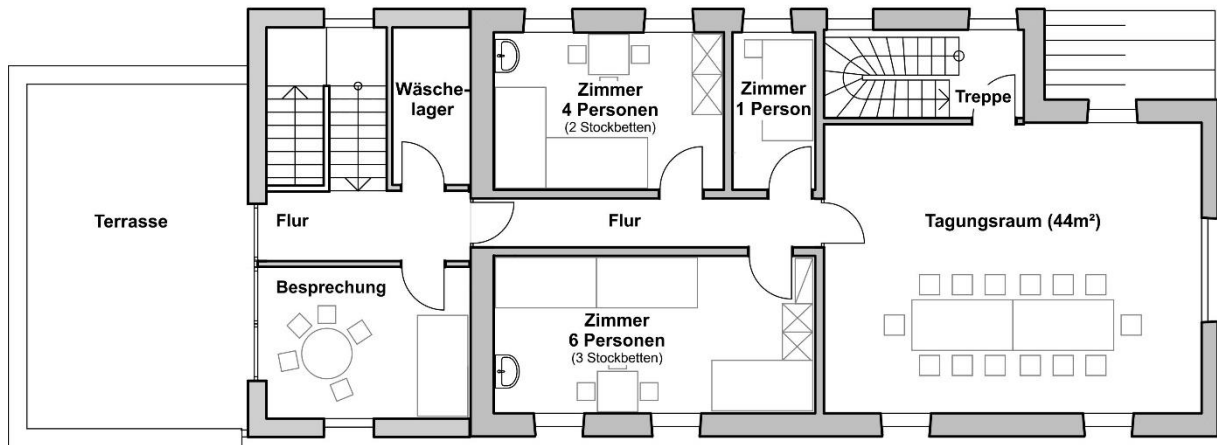 Wäsche-
lager
Zimmer
4 Personen
(2 Stockbetten)
Zimmer
1 Person
Treppe
Terrasse
Flur
Flur
Tagungsraum (44m²)
Besprechung
Zimmer
6 Personen
(3 Stockbetten)